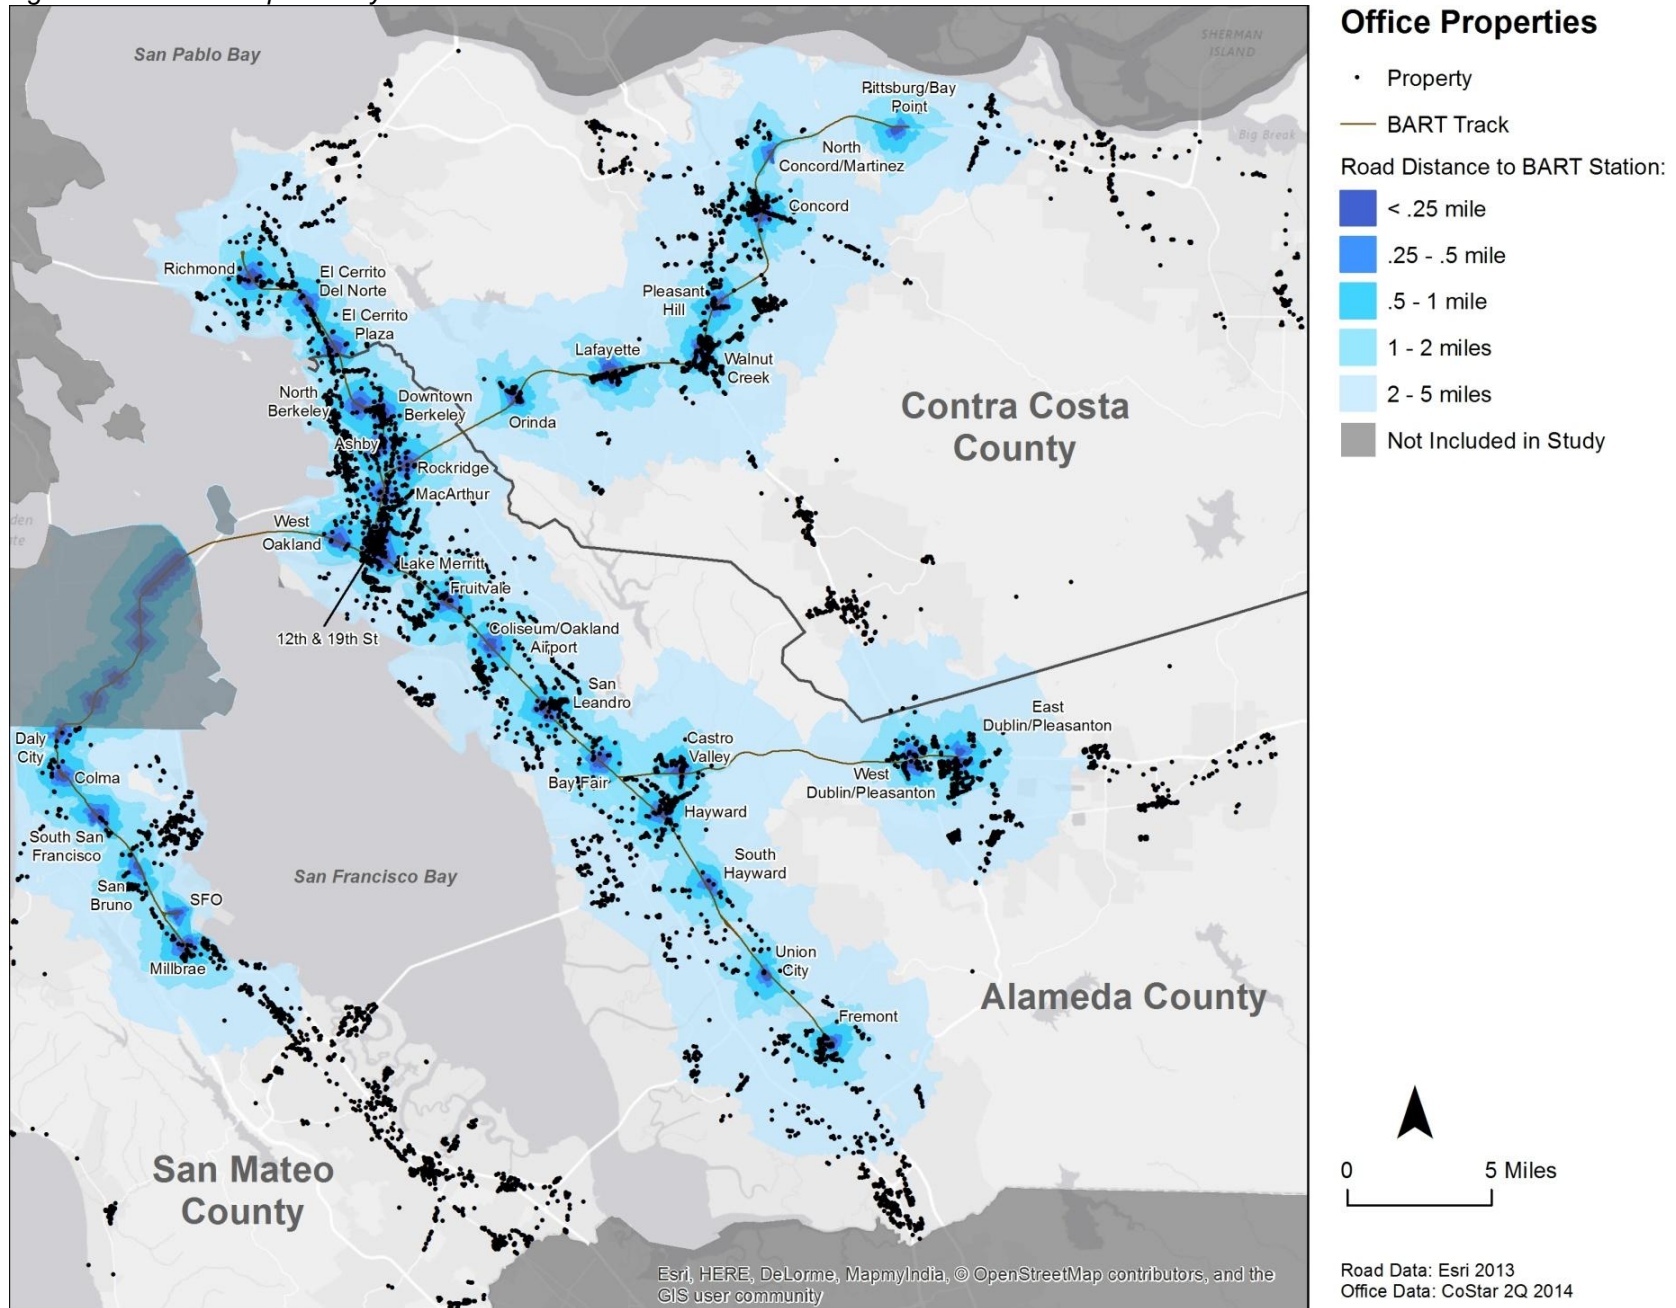 San Pablo Bay
SHERMAN
ISLAND
Pittsburg/Bay
Point
Big Break
North
Concord/Martinez
Concord
Richmond
El Cerrito
Del Norte
El Cerrito
Plaza
Pleasant
Hill
Lafayette
Walnut
Creek
North
Berkeley
Downtown
Berkeley
Orinda
Ashby
Rockridge
MacArthur
Contra Costa
County
West
Oakland
Lake Merritt
Fruitvale
12th & 19th St
Coliseum/Oakland
Airport
San
Leandro
East
Dublin/Pleasanton
Daly
City
Colma
Castro
Valley
Bay Fair
West
Dublin/Pleasanton
Hayward
South San
Francisco
San Francisco Bay
South
Hayward
San
Bruno
SFO
Millbrae
Union
City
Alameda County
Fremont
San Mateo
County
Esri, HERE, DeLorme, MapmyIndia, © OpenStreetMap contributors, and the
GIS user community
Office Properties
Property
BART Track
Road Distance to BART Station:
< .25 mile
.25 - .5 mile
.5 - 1 mile
1 - 2 miles
2 - 5 miles
Not Included in Study
0 5 Miles
Road Data: Esri 2013
Office Data: CoStar 2Q 2014